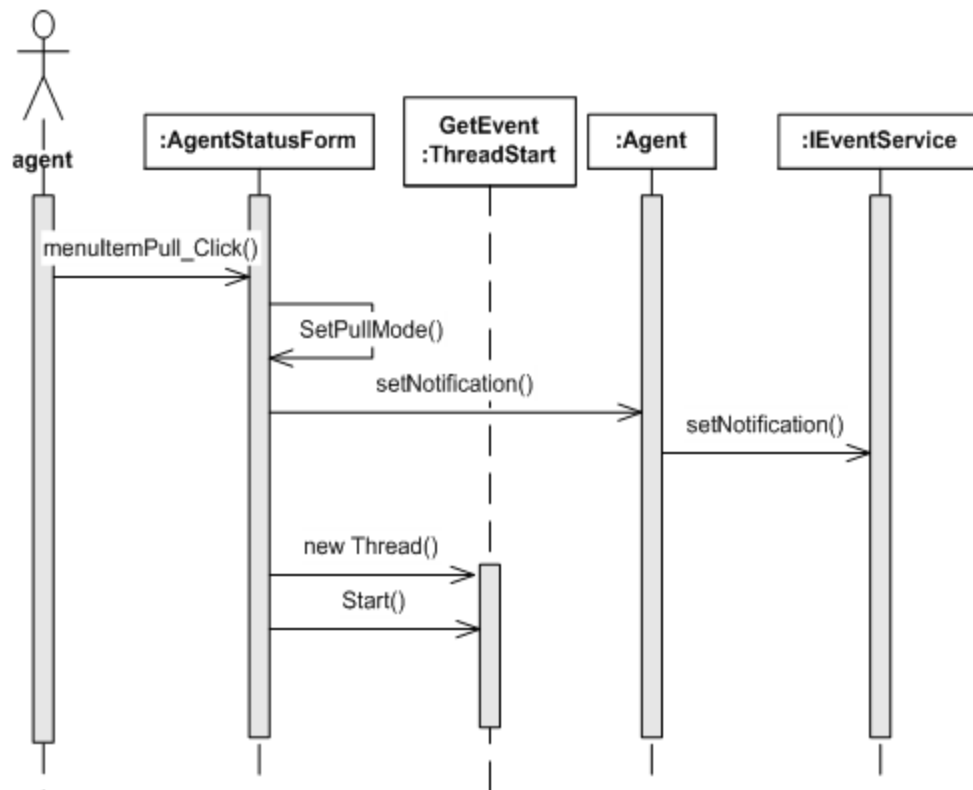 agent
:AgentStatusForm
GetEvent
:ThreadStart
:Agent
:IEventService
menuItemPull_Click()
SetPullMode()
setNotification()
setNotification()
new Thread()
Start()